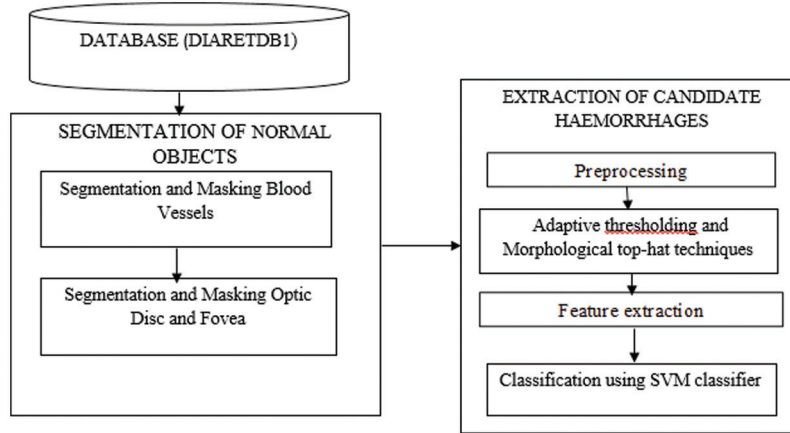 DATABASE (DIARETDB1)
SEGMENTATION OF NORMAL
OBJECTS
Segmentation and Masking Blood
Vessels
Segmentation and Masking Optic
Disc and Fovea
EXTRACTION OF CANDIDATE
HAEMORRHAGES
Preprocessing
Adaptive thresholding and
Morphological top-hat techniques
Feature extraction
Classification using SVM classifier